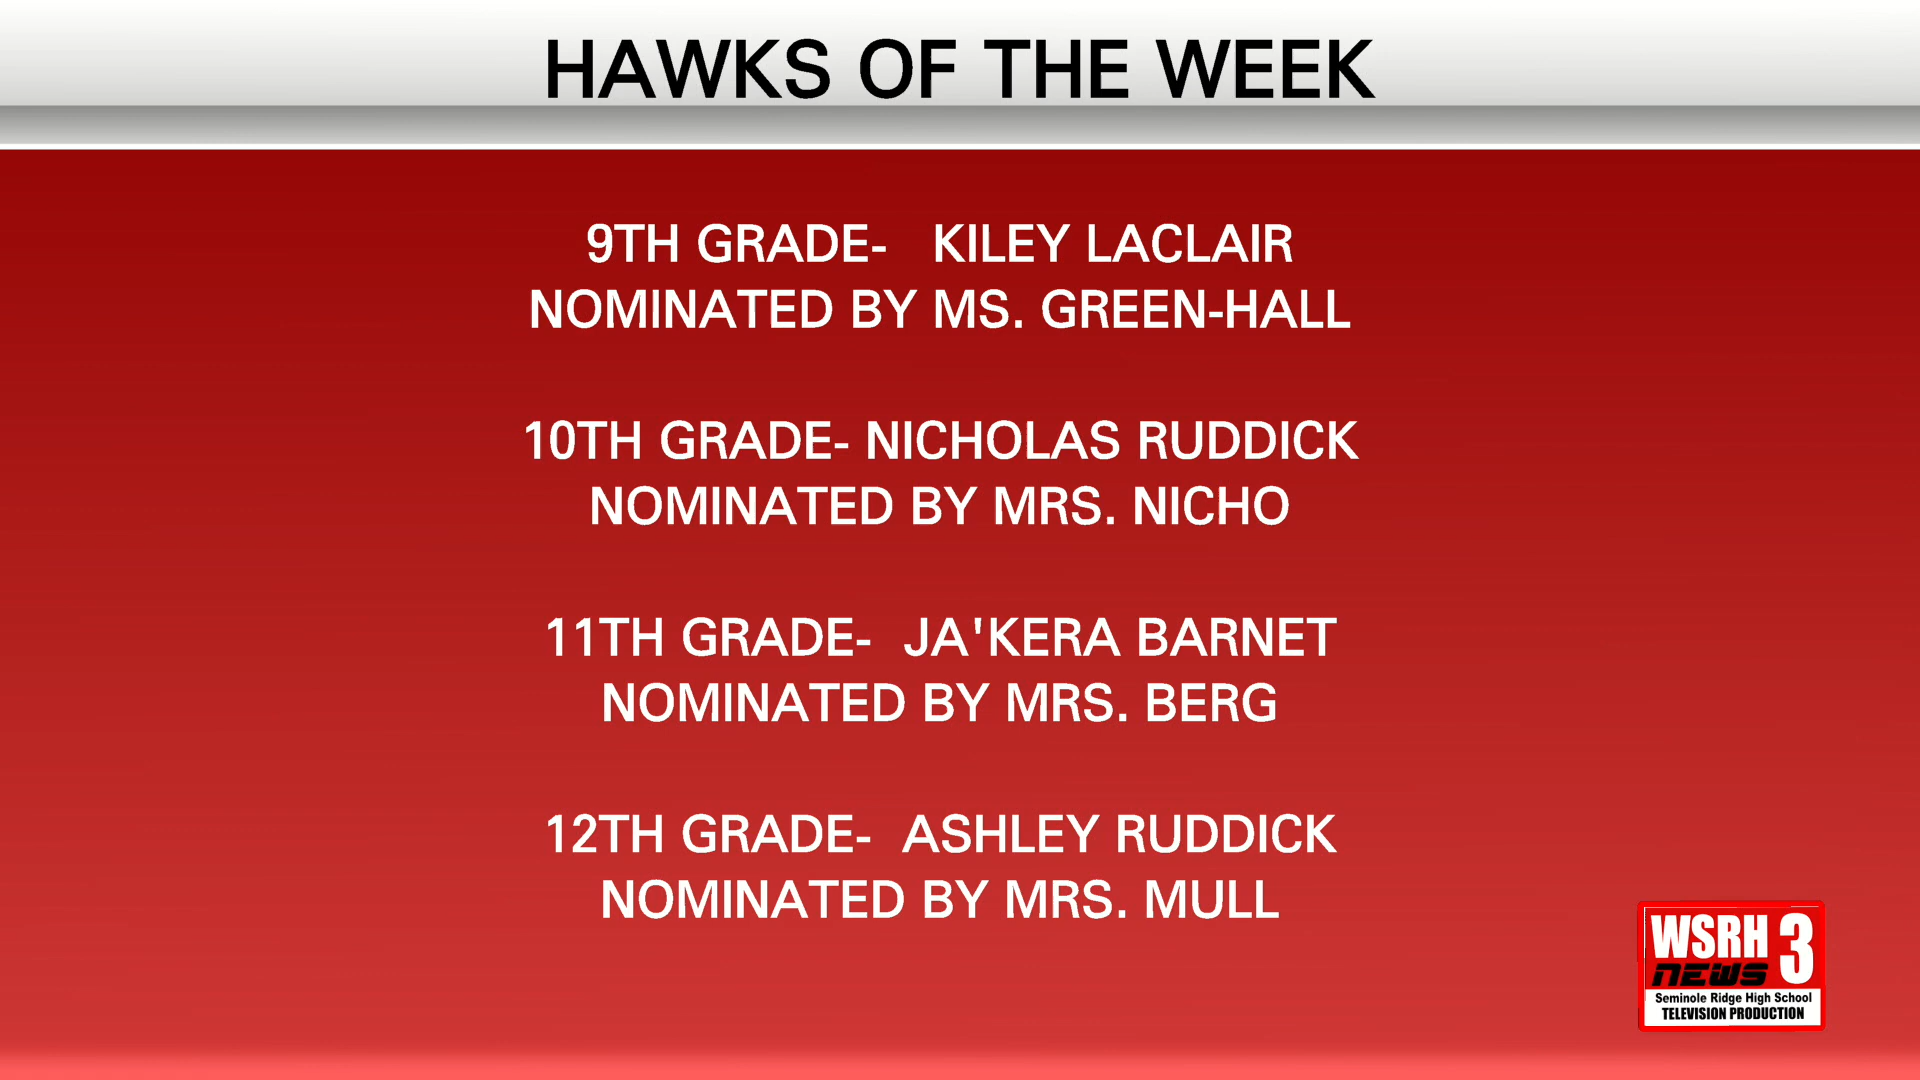 HAWKS OF THE WEEK
9TH GRADE- KILEY LACLAIR
NOMINATED BY MS. GREEN-HALL
10TH GRADE- NICHOLAS RUDDICK
NOMINATED BY MRS. NICHO
11TH GRADE- JA'KERA BARNET
NOMINATED BY MRS. BERG
12TH GRADE- ASHLEY RUDDICK
NOMINATED BY MRS. MULL
WSRH 3
NEWS
Seminole Ridge High School
TELEVISION PRODUCTION